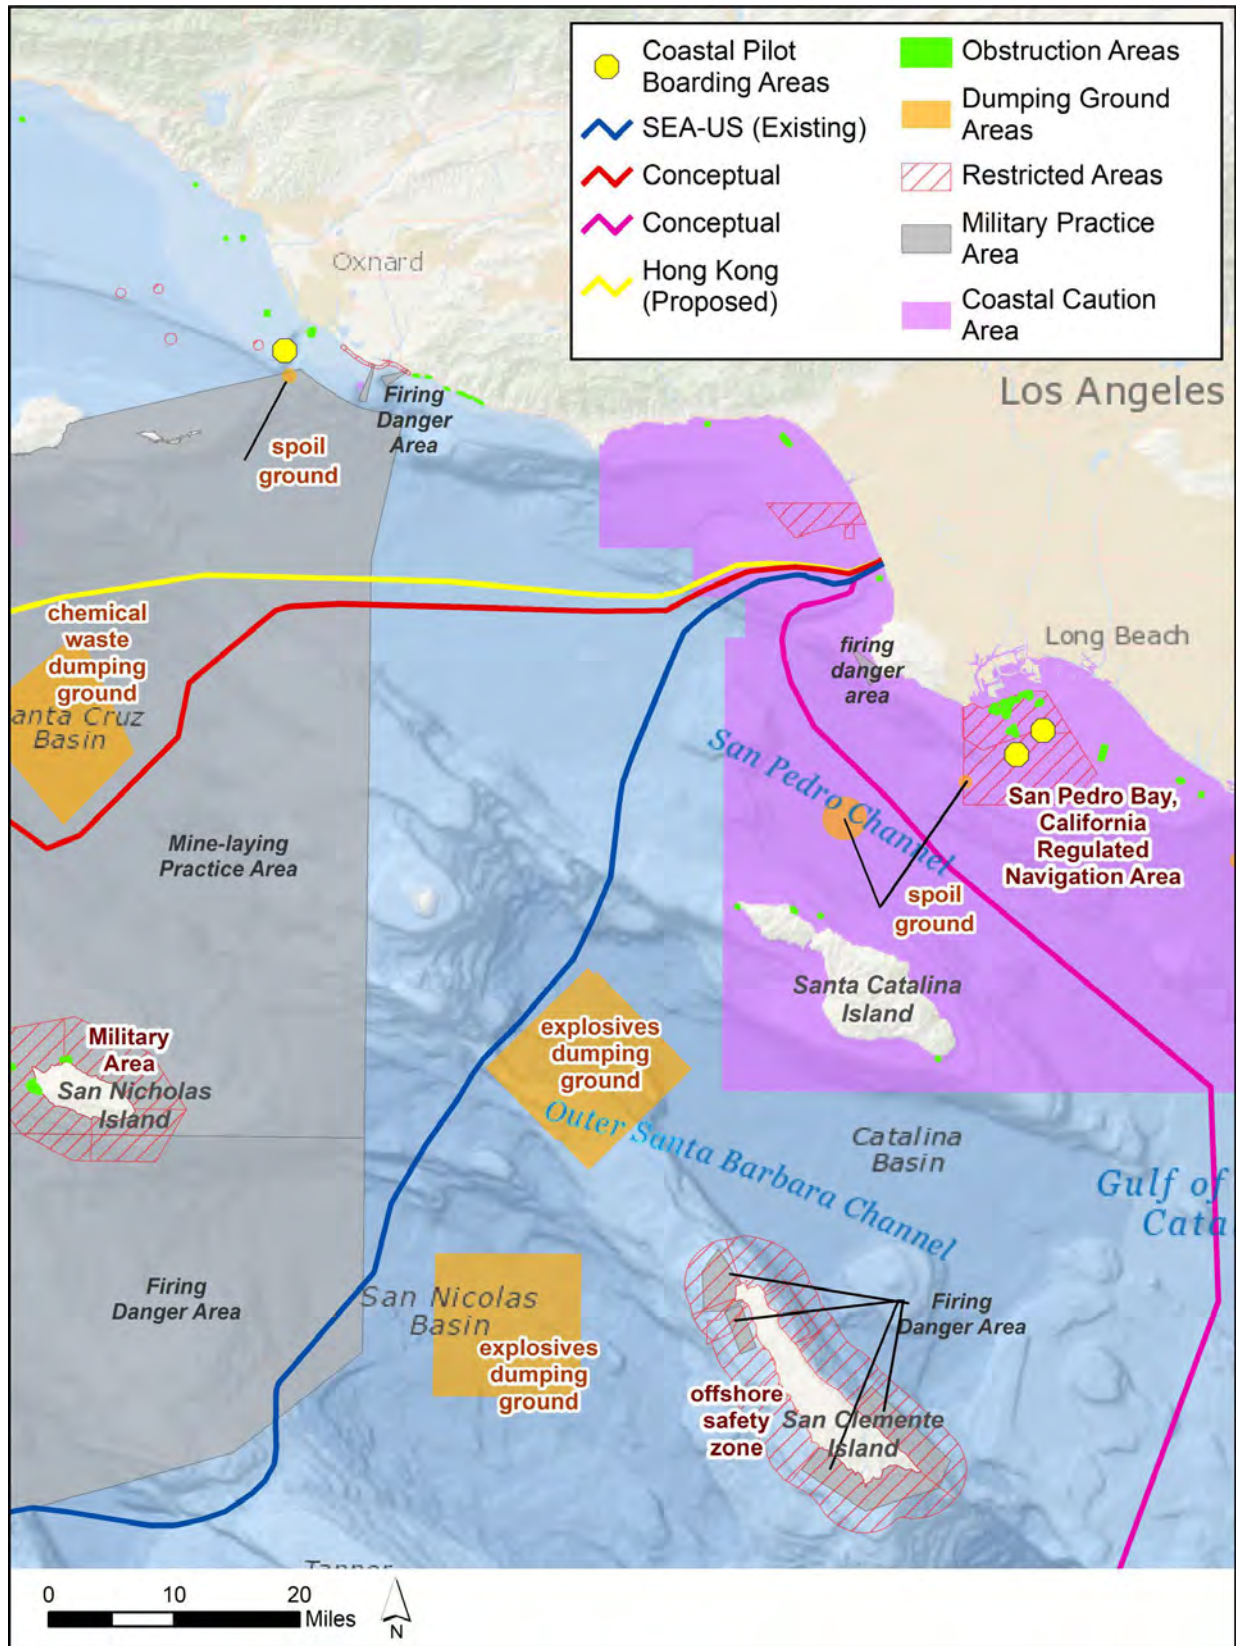 Coastal Pilot
Boarding Areas
SEA-US (Existing)
Conceptual
Conceptual
Hong Kong
(Proposed)
Obstruction Areas
Dumping Ground
Areas
Restricted Areas
Military Practice
Area
Coastal Caution
Area
Oxnard
Los Angeles
Firing
Danger
Area
spoil
ground
chemical
waste
dumping
ground
anta Cruz
Basin
Long Beach
firing
danger
area
San Pedro Channel
San Pedro Bay,
California
Regulated
Navigation Area
Mine-laying
Practice Area
spoil
ground
Santa Catalina
Island
Military
Area
San Nicholas
Island
explosives
dumping
ground
Outer Santa Barbara Channel
Catalina
Basin
Gulf of
Cata
Firing
Danger Area
San Nicolas
Basin
explosives
dumping
ground
Firing
Danger Area
offshore
safety
zone
San Clemente
Island
Tanner
0 10 20
Miles
N